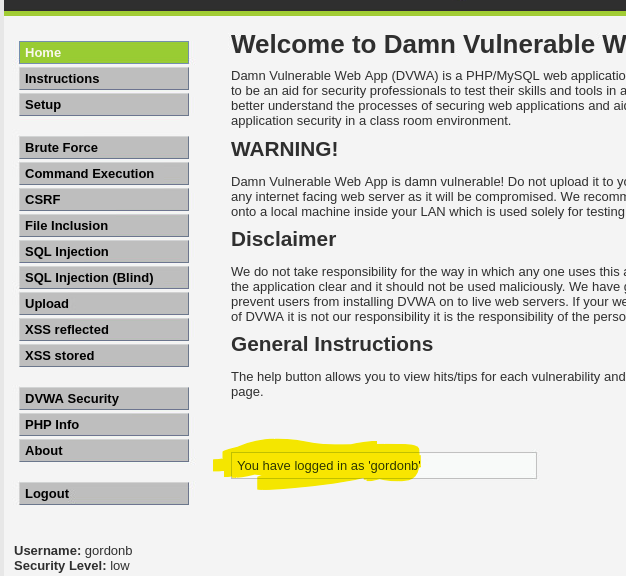 Home
Instructions
Setup
Brute Force
Command Execution
CSRF
File Inclusion
SQL Injection
SQL Injection (Blind)
Upload
XSS reflected
XSS stored
DVWA Security
PHP Info
About
Logout
Username: gordonb
Security Level: low
Welcome to Damn Vulnerable W
Damn Vulnerable Web App (DVWA) is a PHP/MySQL web applicatio
to be an aid for security professionals to test their skills and tools in a
better understand the processes of securing web applications and aid
application security in a class room environment.
WARNING!
Damn Vulnerable Web App is damn vulnerable! Do not upload it to yo
any internet facing web server as it will be compromised. We recomm
onto a local machine inside your LAN which is used solely for testing
Disclaimer
We do not take responsibility for the way in which any one uses this a
the application clear and it should not be used maliciously. We have g
prevent users from installing DVWA on to live web servers. If your we
of DVWA it is not our responsibility it is the responsibility of the perso
General Instructions
The help button allows you to view hits/tips for each vulnerability and
page.
You have logged in as 'gordonb'